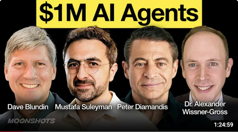 $1M AI Agents
Dave Blundin
Mustafa Suleyman
Peter Diamandis
Dr. Alexander
Wissner-Gross
MOONSHOTS
1:24:59